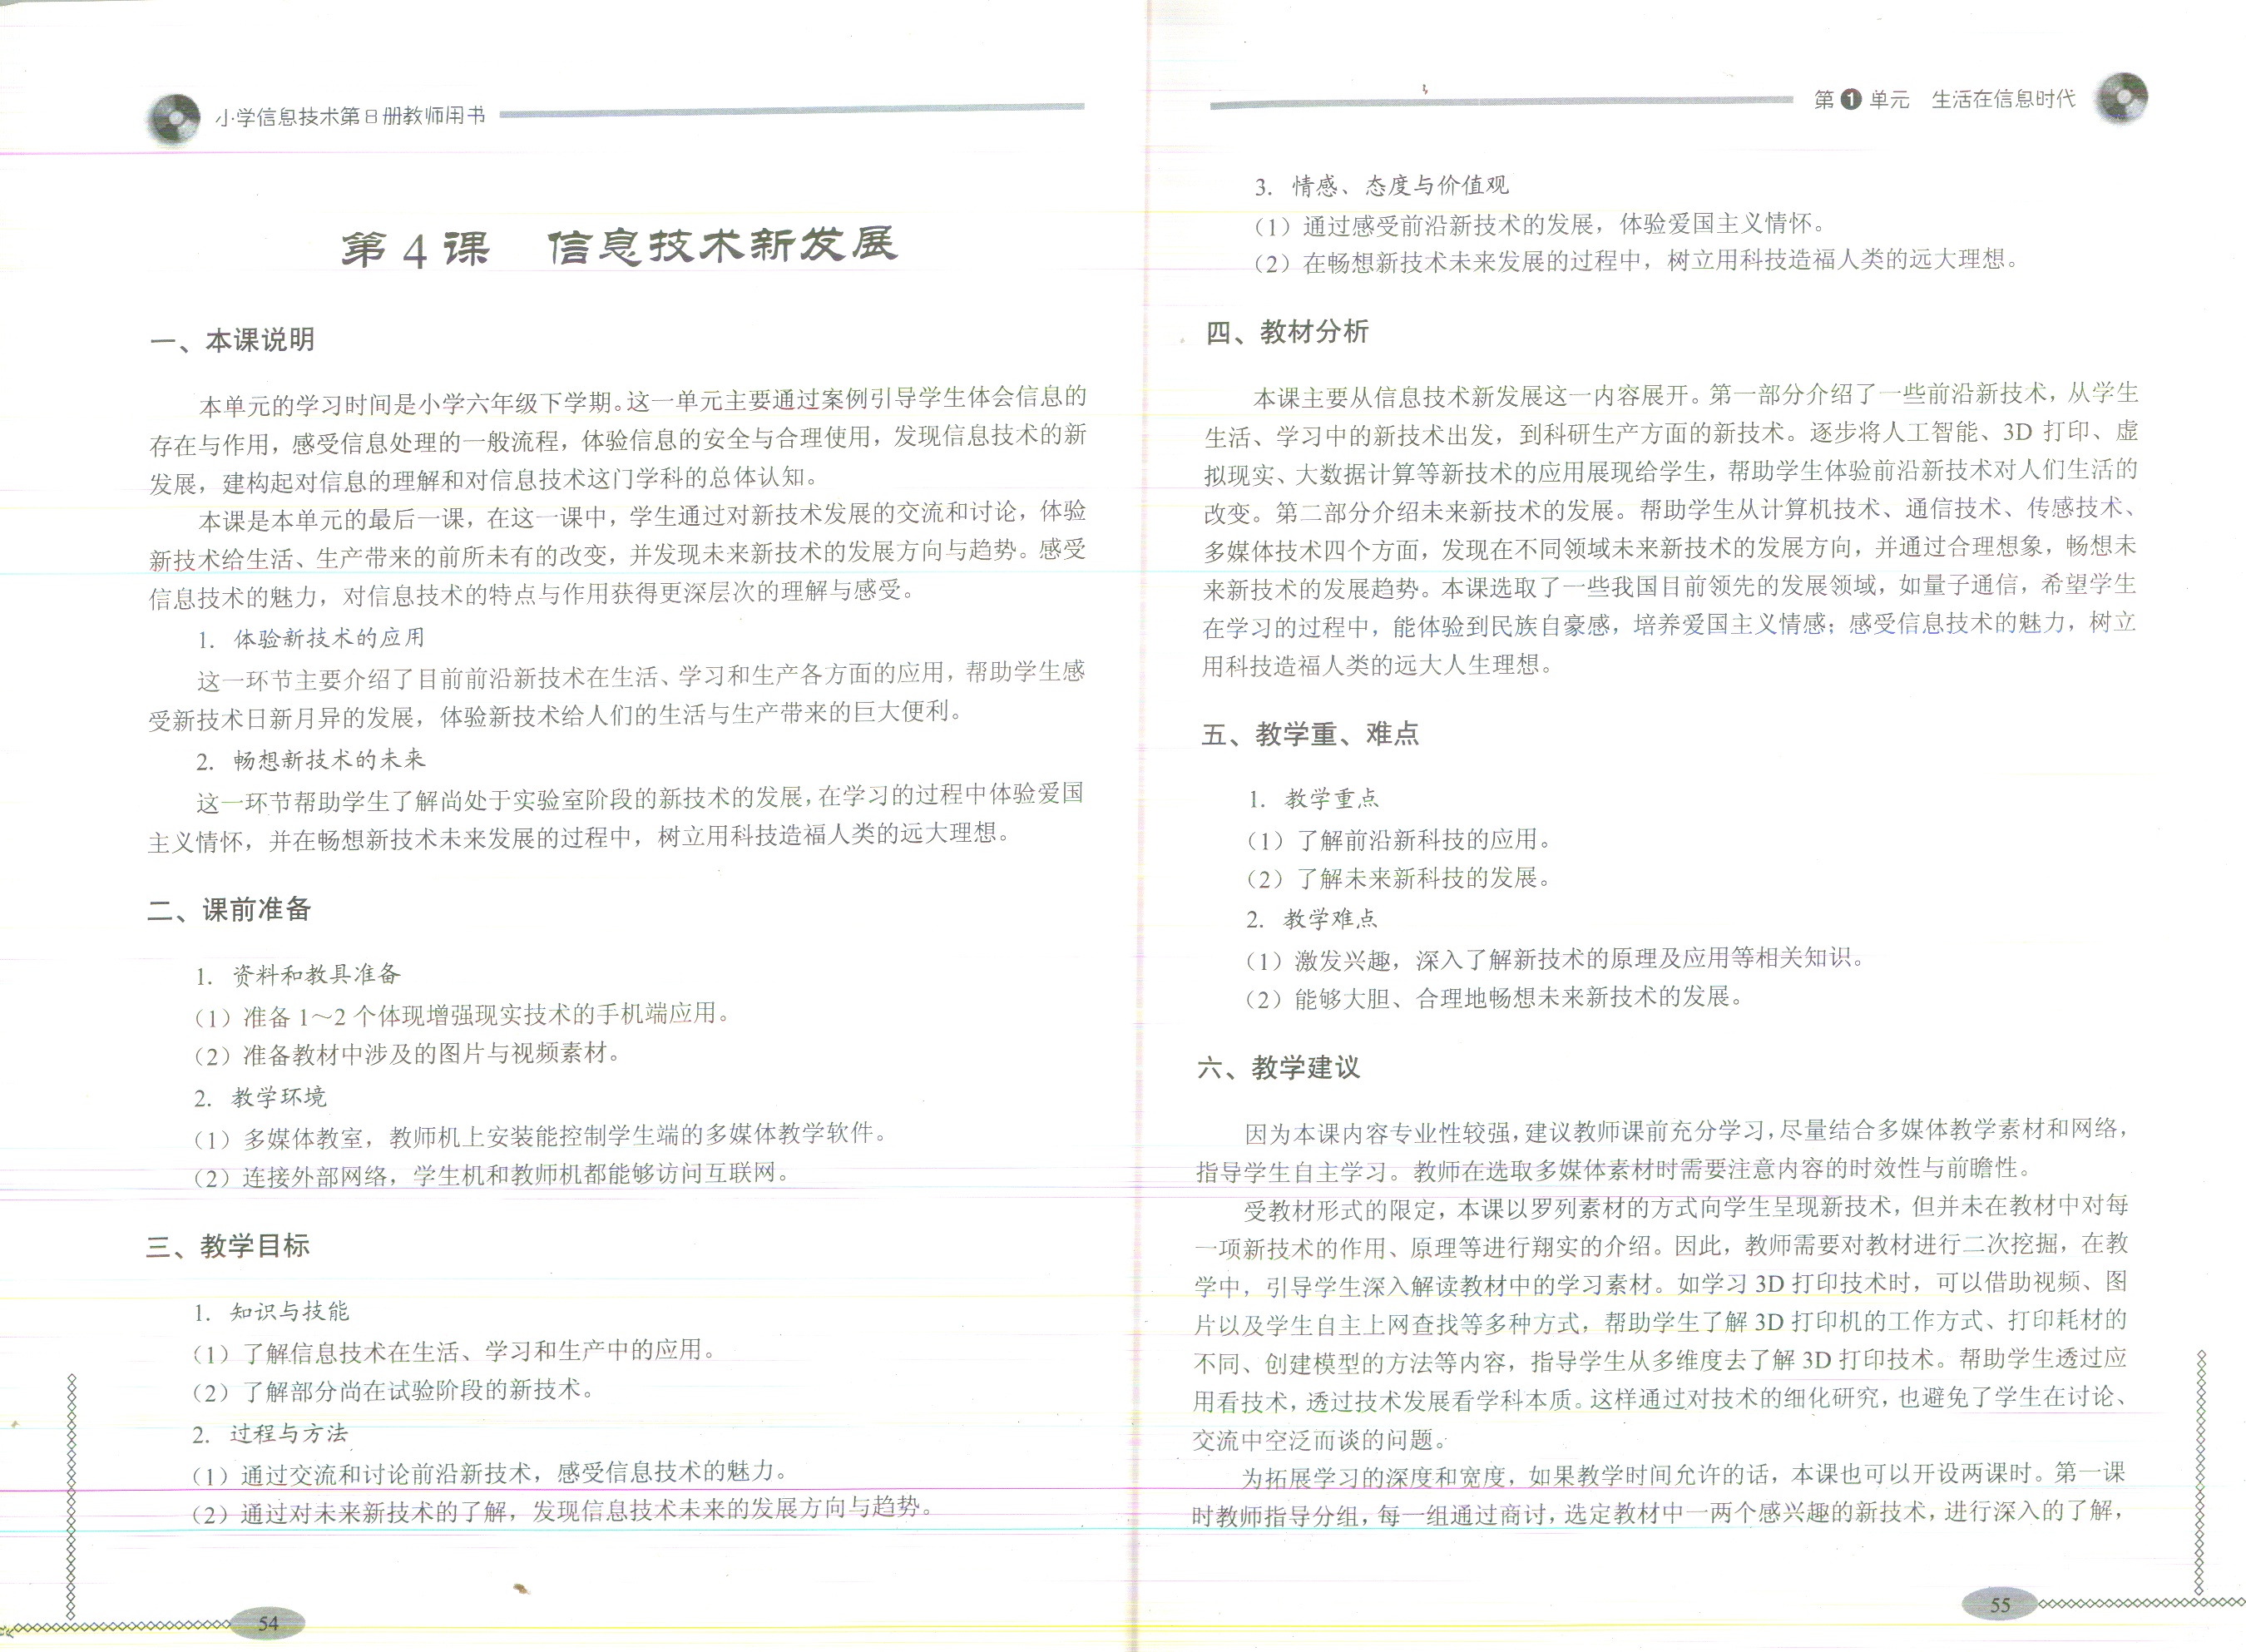 小学信息技术第8册教师用书
第4课 信息技术新发展
一、本课说明
本单元的学习时间是小学六年级下学期。这一单元主要通过案例引导学生体会信息的
存在与作用，感受信息处理的一般流程，体验信息的安全与合理使用，发现信息技术的新
发展，建构起对信息的理解和对信息技术这门学科的总体认知。
本课是本单元的最后一课，在这一课中，学生通过对新技术发展的交流和讨论，体验
新技术给生活、生产带来的前所未有的改变，并发现未来新技术的发展方向与趋势。感受
信息技术的魅力，对信息技术的特点与作用获得更深层次的理解与感受。
1. 体验新技术的应用
这一环节主要介绍了目前前沿新技术在生活、学习和生产各方面的应用，帮助学生感
受新技术日新月异的发展，体验新技术给人们的生活与生产带来的巨大便利。
2. 畅想新技术的未来
这一环节帮助学生了解尚处于实验室阶段的新技术的发展，在学习的过程中体验爱国
主义情怀，并在畅想新技术未来发展的过程中，树立用科技造福人类的远大理想。
二、课前准备
1. 资料和教具准备
（1）准备1～2个体现增强现实技术的手机端应用。
（2）准备教材中涉及的图片与视频素材。
2. 教学环境
（1）多媒体教室，教师机上安装能控制学生端的多媒体教学软件。
（2）连接外部网络，学生机和教师机都能够访问互联网。
三、教学目标
1. 知识与技能
（1）了解信息技术在生活、学习和生产中的应用。
（2）了解部分尚在试验阶段的新技术。
2. 过程与方法
（1）通过交流和讨论前沿新技术，感受信息技术的魅力。
（2）通过对未来新技术的了解，发现信息技术未来的发展方向与趋势。
54
第1单元 生活在信息时代
3. 情感、态度与价值观
（1）通过感受前沿新技术的发展，体验爱国主义情怀。
（2）在畅想新技术未来发展的过程中，树立用科技造福人类的远大理想。
四、教材分析
本课主要从信息技术新发展这一内容展开。第一部分介绍了一些前沿新技术，从学生
生活、学习中的新技术出发，到科研生产方面的新技术。逐步将人工智能、3D打印、虚
拟现实、大数据计算等新技术的应用展现给学生，帮助学生体验前沿新技术对人们生活的
改变。第二部分介绍未来新技术的发展。帮助学生从计算机技术、通信技术、传感技术、
多媒体技术四个方面，发现在不同领域未来新技术的发展方向，并通过合理想象，畅想未
来新技术的发展趋势。本课选取了一些我国目前领先的发展领域，如量子通信，希望学生
在学习的过程中，能体验到民族自豪感，培养爱国主义情感；感受信息技术的魅力，树立
用科技造福人类的远大人生理想。
五、教学重、难点
1. 教学重点
（1）了解前沿新科技的应用。
（2）了解未来新科技的发展。
2. 教学难点
（1）激发兴趣，深入了解新技术的原理及应用等相关知识。
（2）能够大胆、合理地畅想未来新技术的发展。
六、教学建议
因为本课内容专业性较强，建议教师课前充分学习，尽量结合多媒体教学素材和网络，
指导学生自主学习。教师在选取多媒体素材时需要注意内容的时效性与前瞻性。
受教材形式的限定，本课以罗列素材的方式向学生呈现新技术，但并未在教材中对每
一项新技术的作用、原理等进行翔实的介绍。因此，教师需要对教材进行二次挖掘，在教
学中，引导学生深入解读教材中的学习素材。如学习3D打印技术时，可以借助视频、图
片以及学生自主上网查找等多种方式，帮助学生了解3D打印机的工作方式、打印耗材的
不同、创建模型的方法等内容，指导学生从多维度去了解3D打印技术。帮助学生透过应
用看技术，透过技术发展看学科本质。这样通过对技术的细化研究，也避免了学生在讨论、
交流中空泛而谈的问题。
为拓展学习的深度和宽度，如果教学时间允许的话，本课也可以开设两课时。第一课
时教师指导分组，每一组通过商讨，选定教材中一两个感兴趣的新技术，进行深入的了解，
55